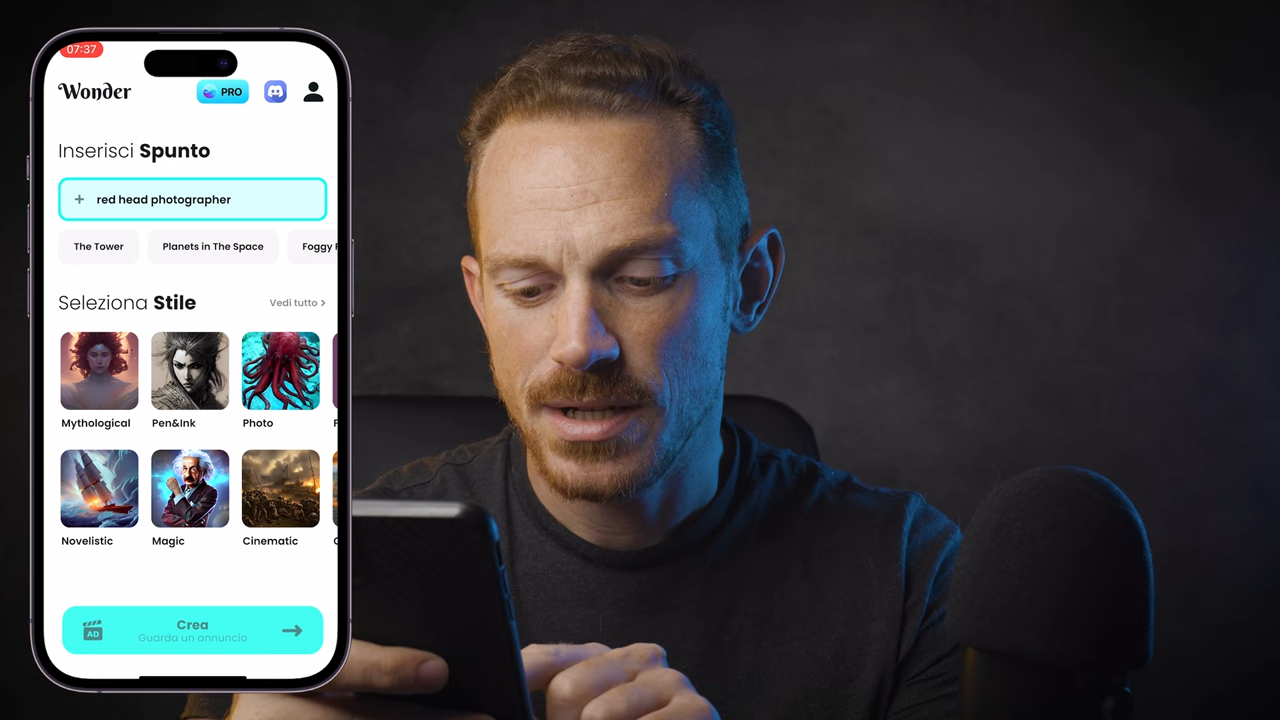 07:37
Wonder
PRO
Inserisci Spunto
+ red head photographer
The Tower
Planets in The Space
Foggy
Seleziona Stile
Vedi tutto >
Mythological
Pen&Ink
Photo
Novelistic
Magic
Cinematic
AD
Crea
Guarda un annuncio